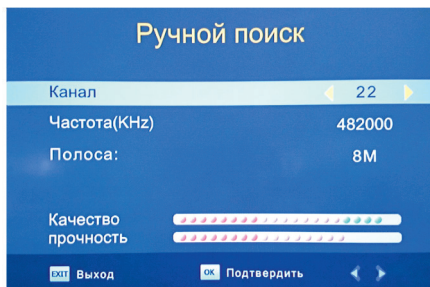 Ручной поиск
Канал 22
Частота(KHz) 482000
Полоса: 8M
Качество
прочность
EXIT Выход OK Подтвердить